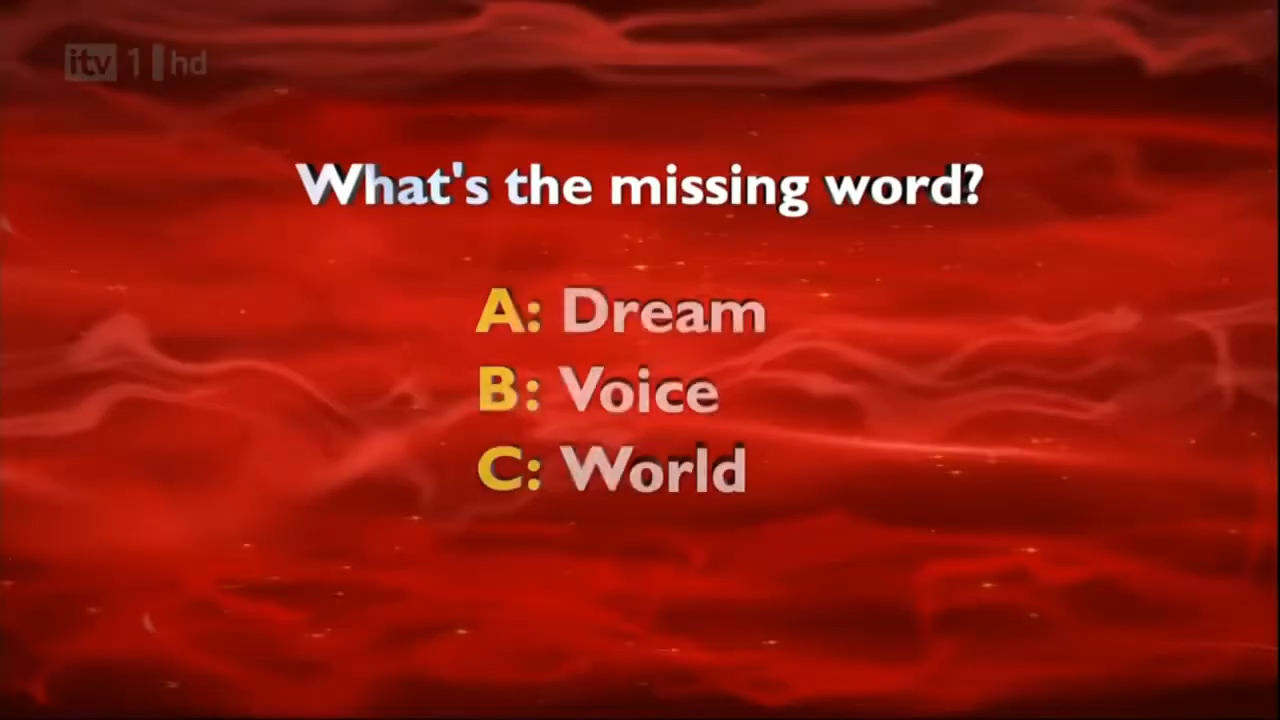 itv 1 hd
What's the missing word?
A: Dream
B: Voice
C: World